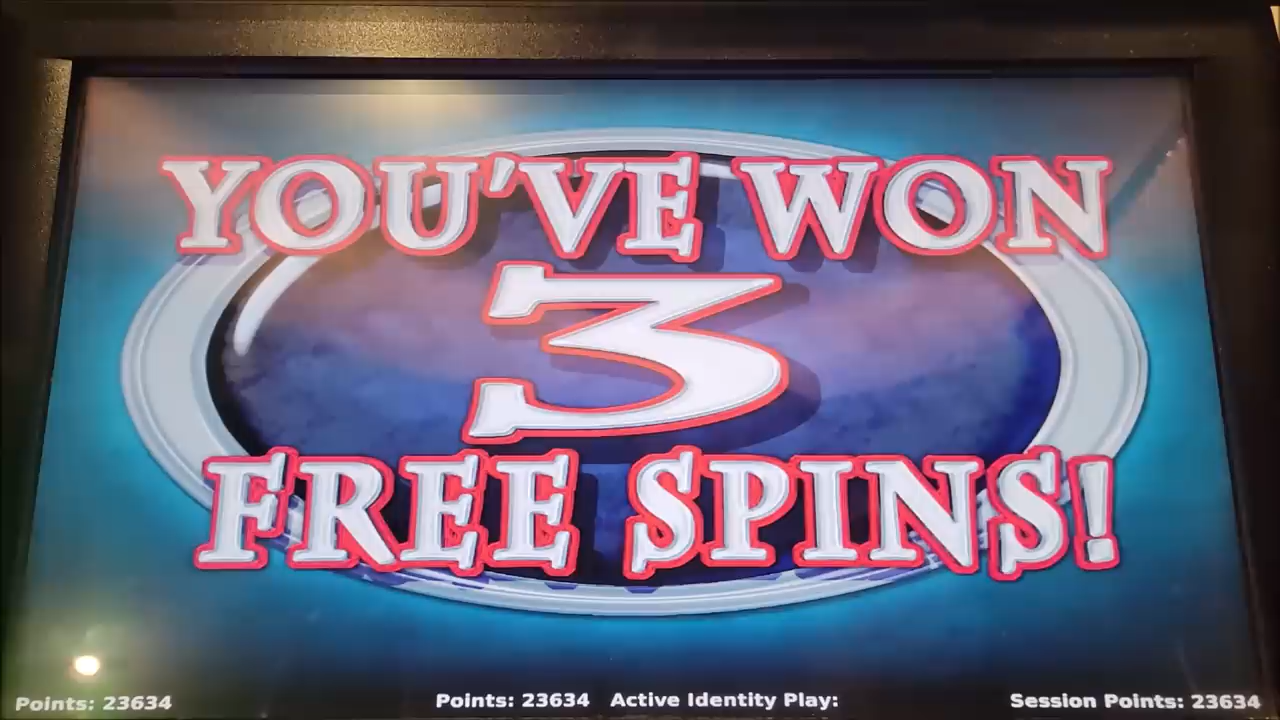 YOU'VE WON
3
FREE SPINS!
Points: 23634 Points: 23634 Active Identity Play: Session Points: 23634